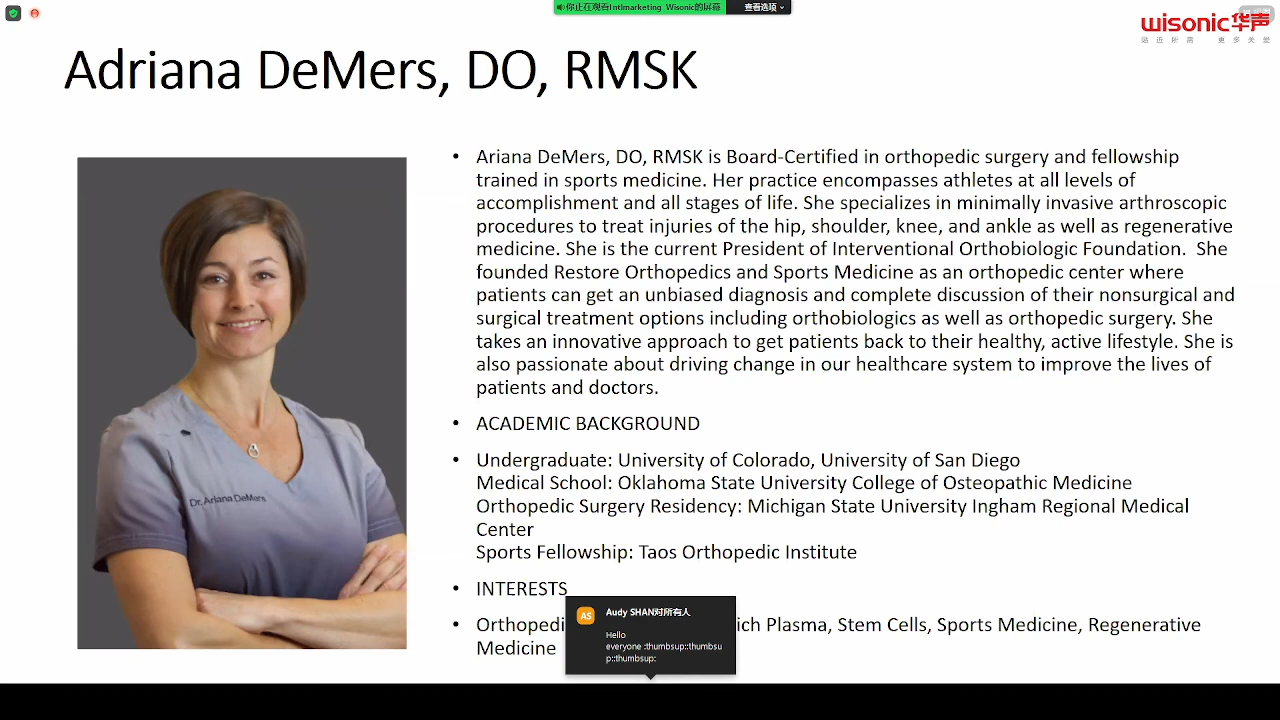 你正在观看Intlmarketing Wisonic的屏幕
查看选项
wisonic华声
贴近所需 更多关爱
Adriana DeMers, DO, RMSK
• Ariana DeMers, DO, RMSK is Board-Certified in orthopedic surgery and fellowship
trained in sports medicine. Her practice encompasses athletes at all levels of
accomplishment and all stages of life. She specializes in minimally invasive arthroscopic
procedures to treat injuries of the hip, shoulder, knee, and ankle as well as regenerative
medicine. She is the current President of Interventional Orthobiologic Foundation. She
founded Restore Orthopedics and Sports Medicine as an orthopedic center where
patients can get an unbiased diagnosis and complete discussion of their nonsurgical and
surgical treatment options including orthobiologics as well as orthopedic surgery. She
takes an innovative approach to get patients back to their healthy, active lifestyle. She is
also passionate about driving change in our healthcare system to improve the lives of
patients and doctors.
• ACADEMIC BACKGROUND
• Undergraduate: University of Colorado, University of San Diego
Medical School: Oklahoma State University College of Osteopathic Medicine
Orthopedic Surgery Residency: Michigan State University Ingham Regional Medical
Center
Sports Fellowship: Taos Orthopedic Institute
• INTERESTS
• Orthopedi ich Plasma, Stem Cells, Sports Medicine, Regenerative
Medicine
Dr. Ariana DeMers
AS
Audy SHAN对所有人
Hello
everyone :thumbsup::thumbsu
p::thumbsup: